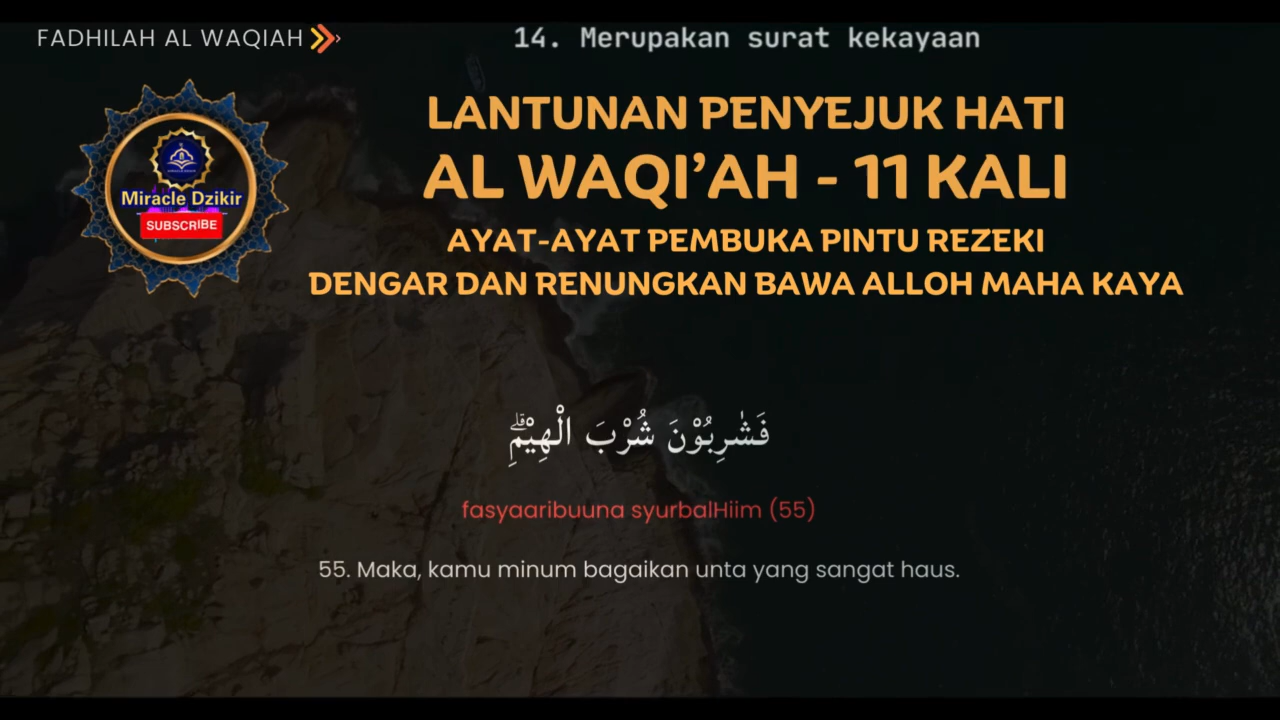 FADHILAH AL WAQIAH
14. Merupakan surat kekayaan
LANTUNAN PENYEJUK HATI
AL WAQI'AH - 11 KALI
AYAT-AYAT PEMBUKA PINTU REZEKI
DENGAR DAN RENUNGKAN BAWA ALLOH MAHA KAYA
Miracle Dzikir
SUBSCRIBE
فَشٰرِبُوْنَ شُرْبَ الْهِيْمِۗ
fasyaaribuuna syurbalHiim (55)
55. Maka, kamu minum bagaikan unta yang sangat haus.